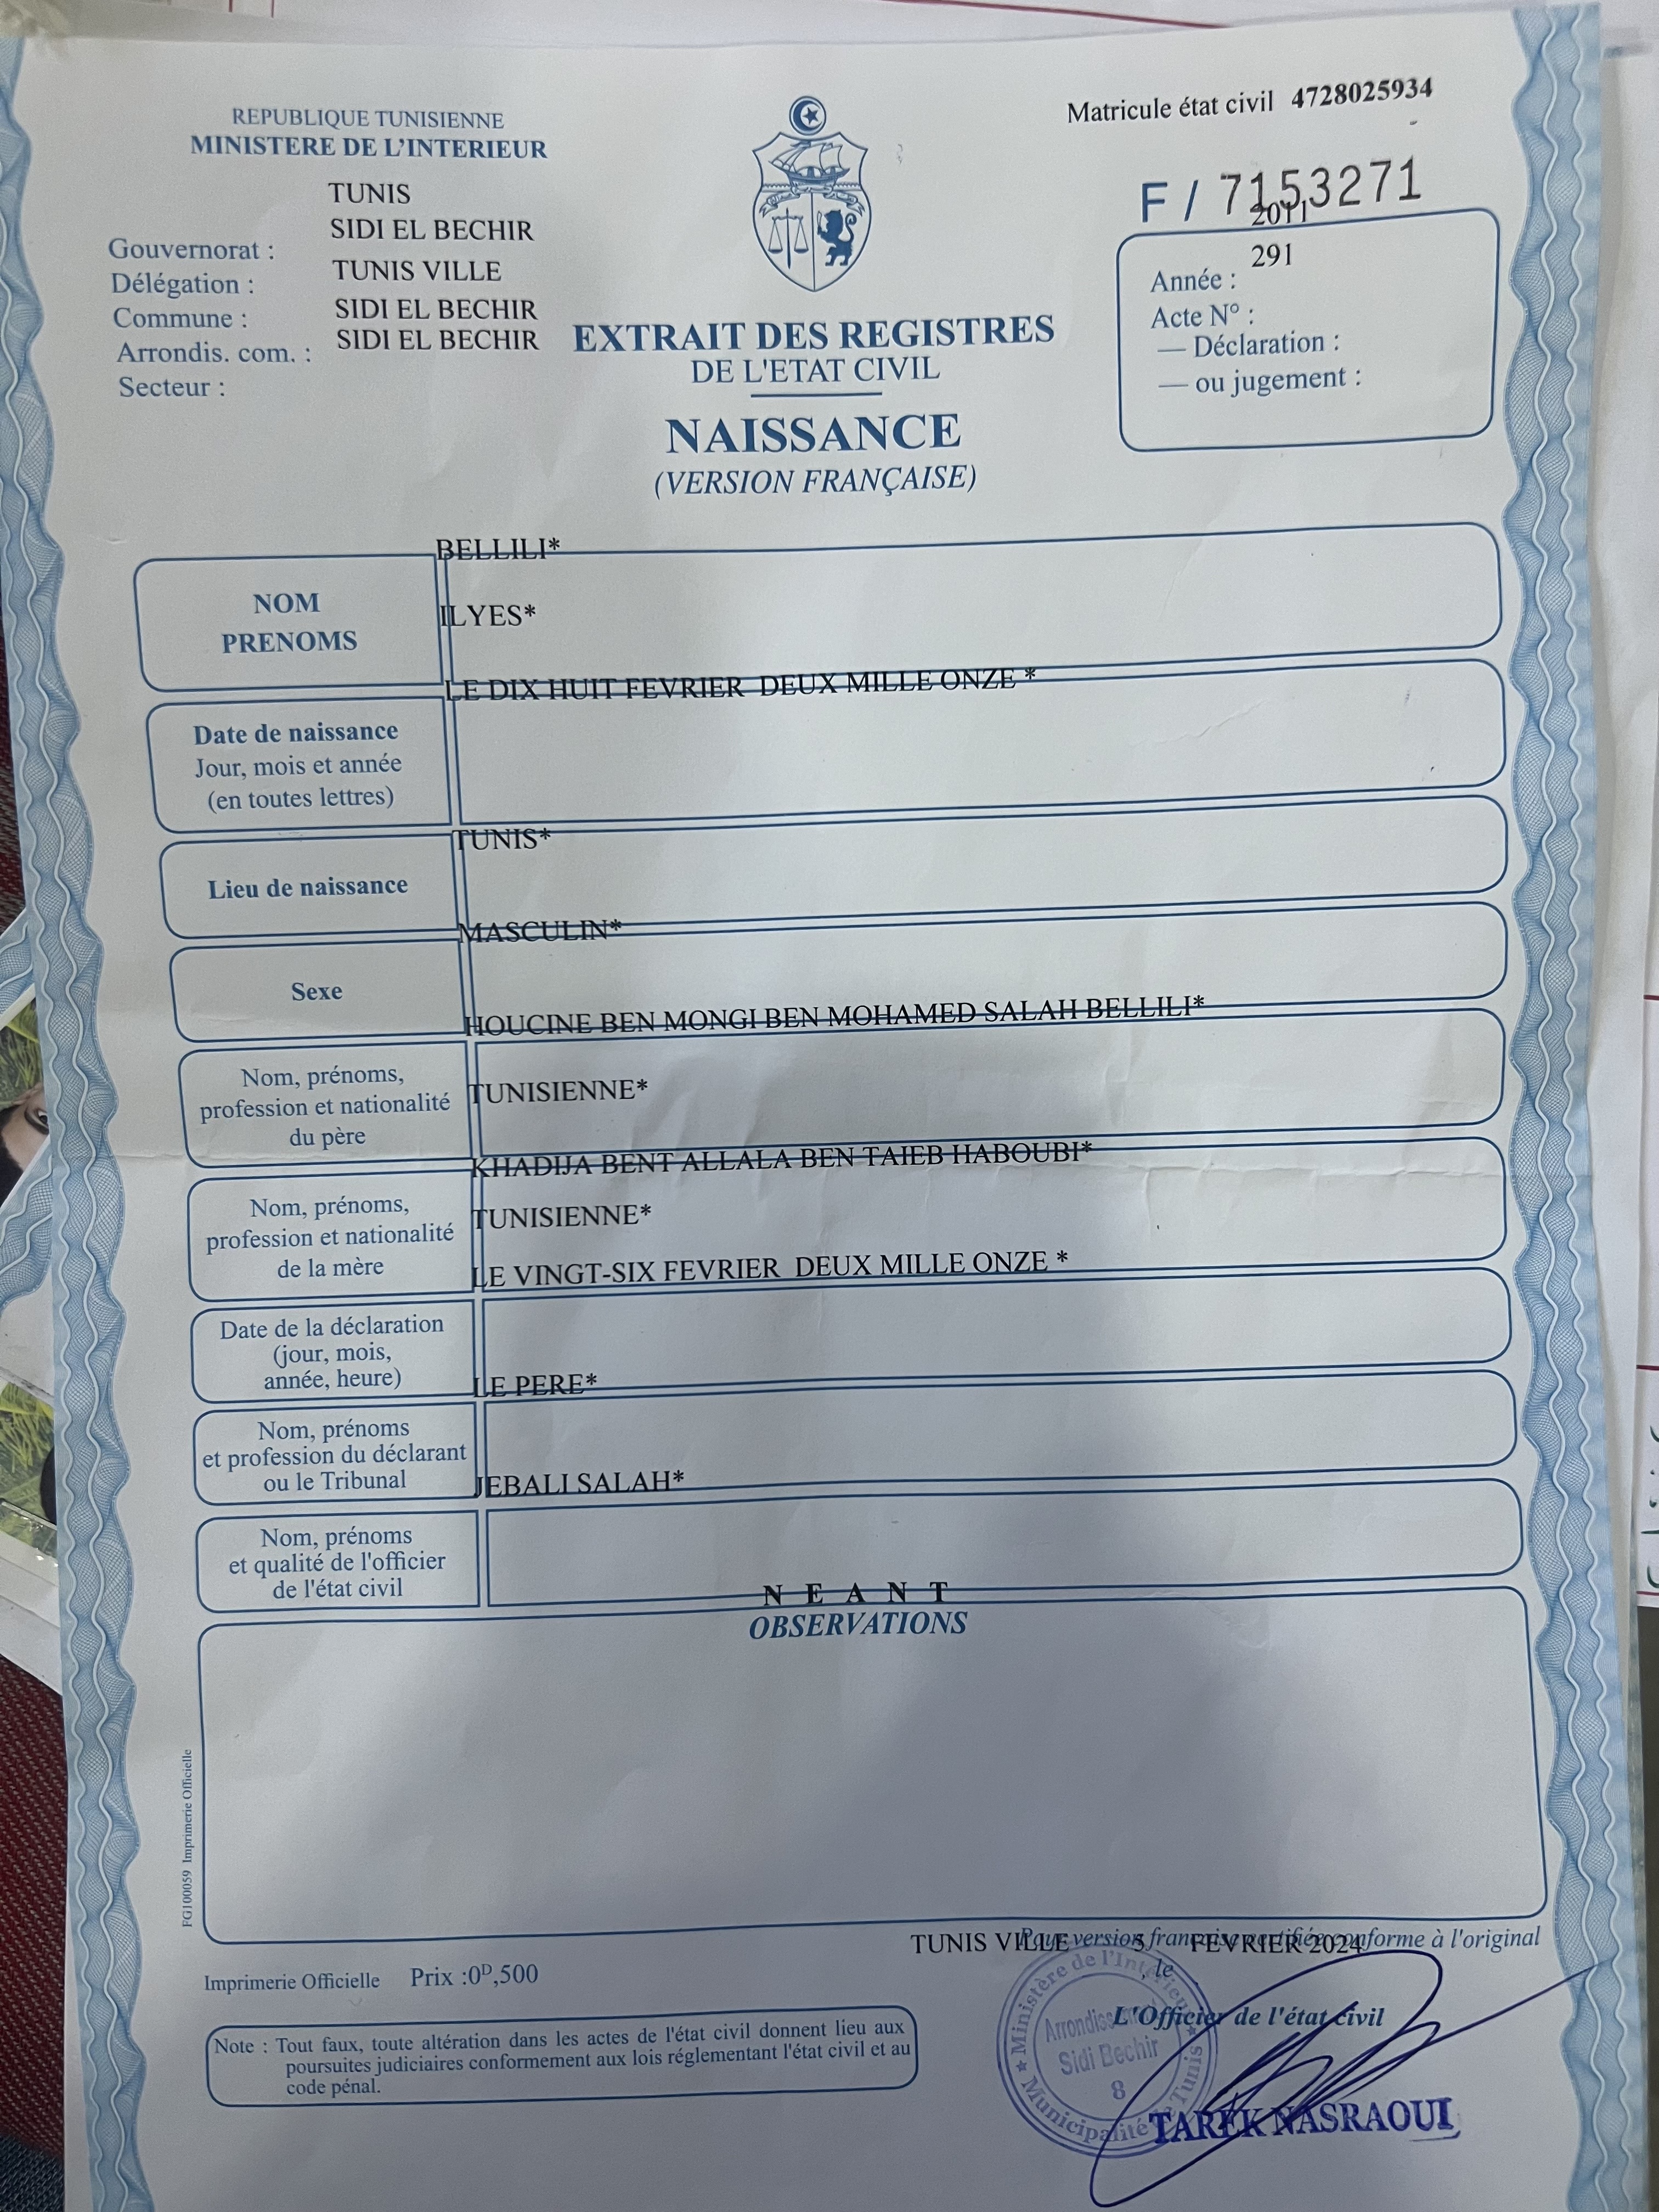 REPUBLIQUE TUNISIENNE
MINISTERE DE L'INTERIEUR
Matricule état civil 4728025934
F / 7153271
TUNIS
SIDI EL BECHIR
Gouvernorat :
TUNIS VILLE
Délégation :
SIDI EL BECHIR
Commune :
SIDI EL BECHIR
Arrondis. com. :
Secteur :
2011
291
Année :
Acte N° :
— Déclaration :
— ou jugement :
EXTRAIT DES REGISTRES
DE L'ETAT CIVIL
NAISSANCE
(VERSION FRANÇAISE)
BELLILI*
NOM
ILYES*
PRENOMS
LE DIX HUIT FEVRIER DEUX MILLE ONZE *
Date de naissance
Jour, mois et année
(en toutes lettres)
TUNIS*
Lieu de naissance
MASCULIN*
Sexe
HOUCINE BEN MONGI BEN MOHAMED SALAH BELLILI*
Nom, prénoms,
profession et nationalité
du père
TUNISIENNE*
KHADIJA BENT ALLALA BEN TAIEB HABOUBI*
Nom, prénoms,
profession et nationalité
de la mère
TUNISIENNE*
LE VINGT-SIX FEVRIER DEUX MILLE ONZE *
Date de la déclaration
(jour, mois,
année, heure)
LE PERE*
Nom, prénoms
et profession du déclarant
ou le Tribunal
JEBALI SALAH*
Nom, prénoms
et qualité de l'officier
de l'état civil
N E A N T
OBSERVATIONS
FG100059 Imprimerie Officielle
Pour version française certifiée conforme à l'original
TUNIS VILLE 5 FEVRIER 2024
, le
Imprimerie Officielle Prix :0ᴰ,500
L'Officier de l'état civil
Note : Tout faux, toute altération dans les actes de l'état civil donnent lieu aux
poursuites judiciaires conformement aux lois réglementant l'état civil et au
code pénal.
Ministère de l'Intérieur
Municipalité de Tunis
Arrondissement
Sidi Bechir
8
TAREK NASRAOUI